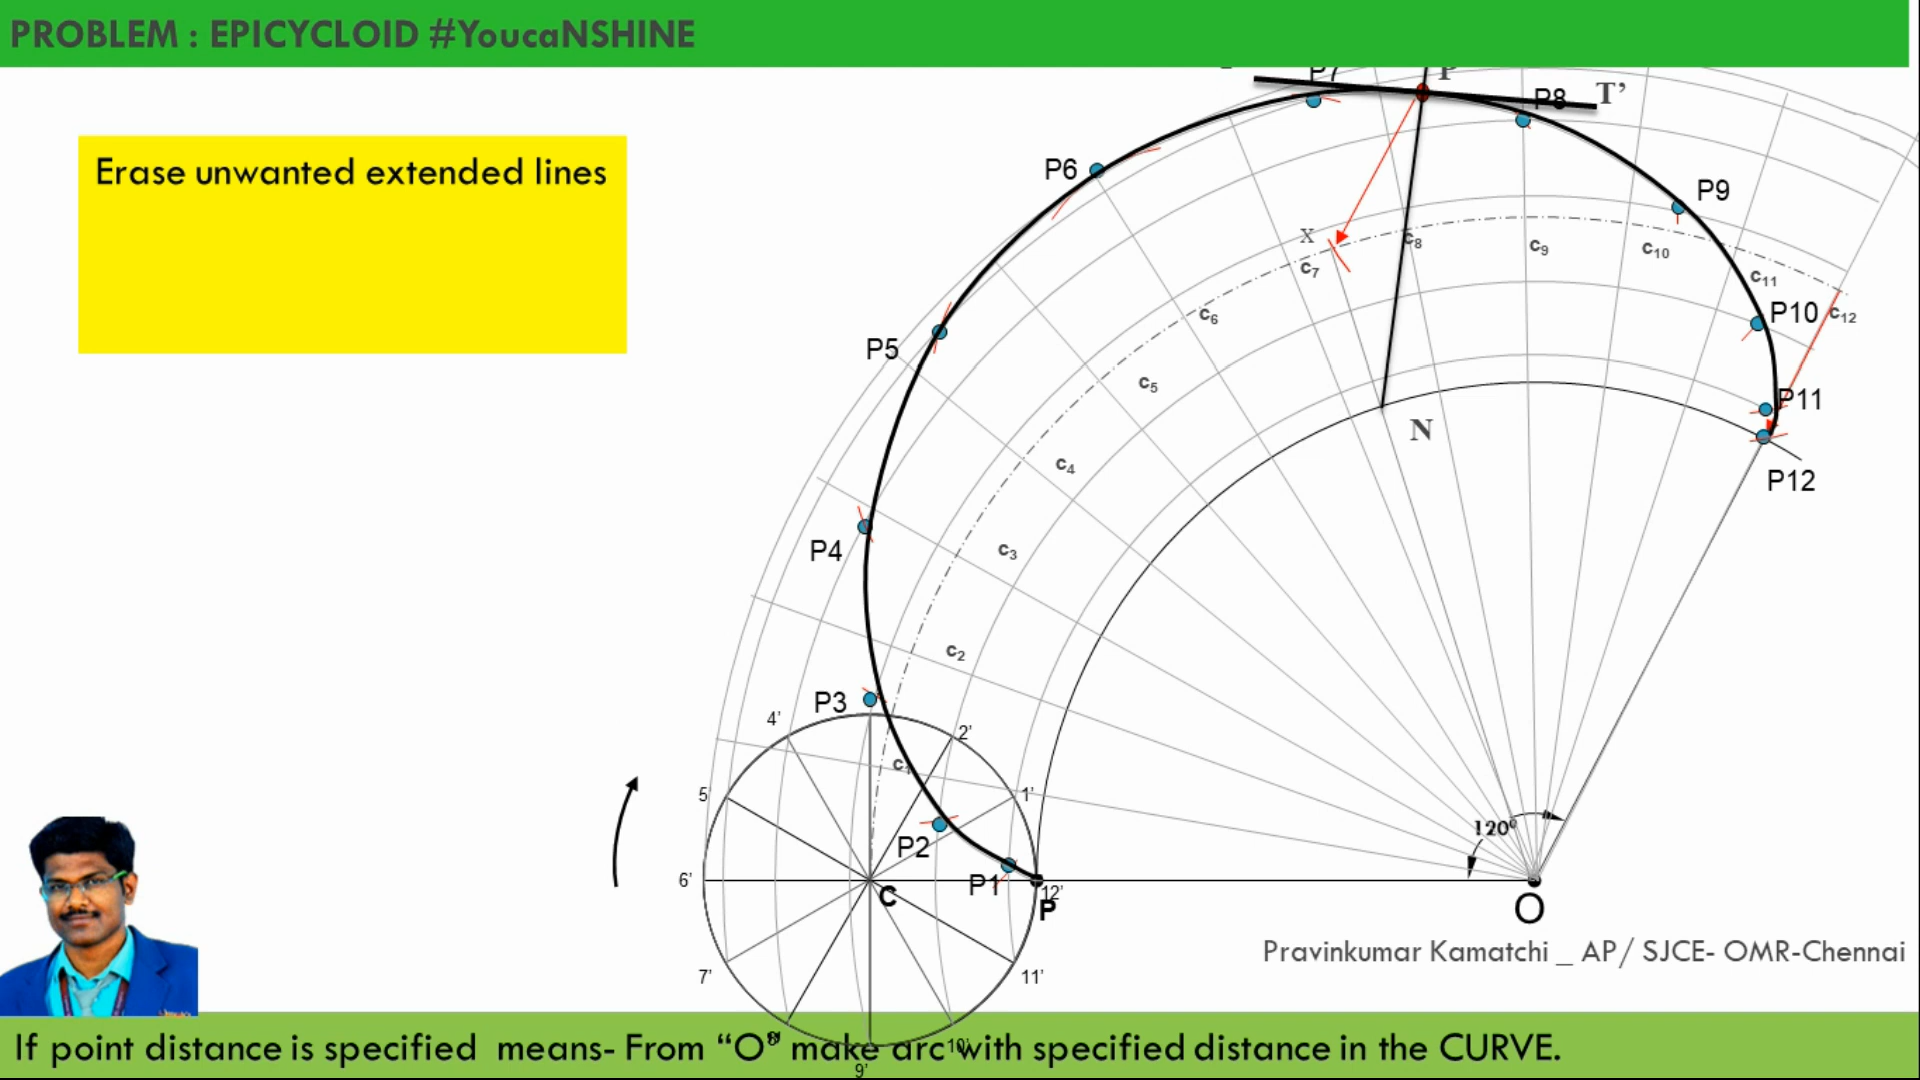 PROBLEM : EPICYCLOID #YoucaNSHINE
Erase unwanted extended lines
P
T’
P8
P6
P9
X
c8
c9
c10
c7
c11
c6
P10
c12
P5
c5
P11
N
c4
P12
P4
c3
c2
P3
4’
2’
c1
5’
1’
120⁰
P2
6’
P1
12’
C
P
O
Pravinkumar Kamatchi _ AP/ SJCE- OMR-Chennai
7’
11’
If point distance is specified means- From “O” make arc with specified distance in the CURVE.
10’
9’